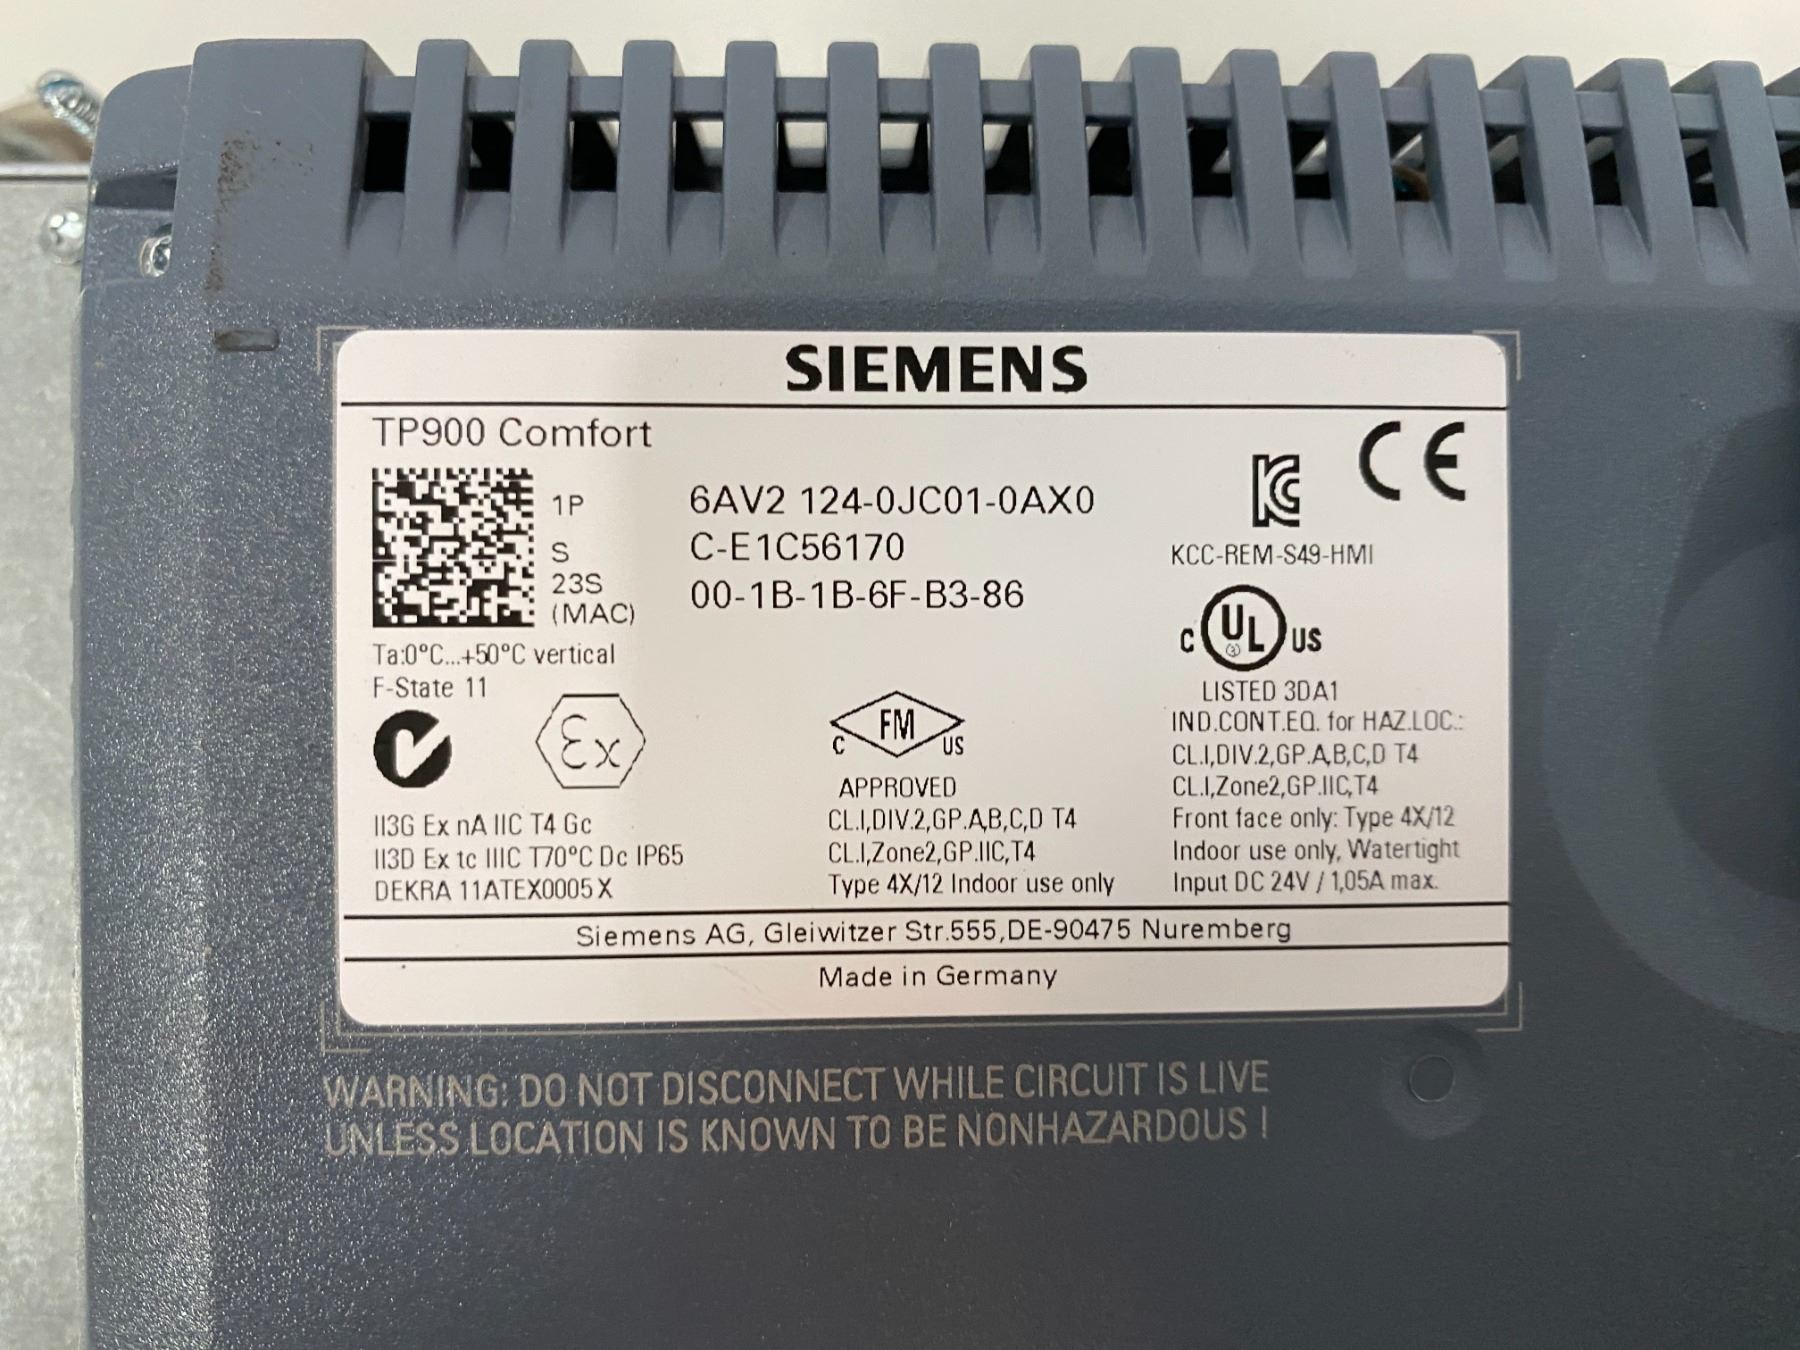 SIEMENS
TP900 Comfort
1P 6AV2 124-0JC01-0AX0
S C-E1C56170
23S
(MAC) 00-1B-1B-6F-B3-86
Ta:0°C...+50°C vertical
F-State 11
Ex
II3G Ex nA IIC T4 Gc
II3D Ex tc IIIC T70°C Dc IP65
DEKRA 11ATEX0005 X
C FM US
APPROVED
CL.I,DIV.2,GP.A,B,C,D T4
CL.I,Zone2,GP.IIC,T4
Type 4X/12 Indoor use only
CE
KCC-REM-S49-HMI
C UL US
LISTED 3DA1
IND.CONT.EQ. for HAZ.LOC.:
CL.I,DIV.2,GP.A,B,C,D T4
CL.I,Zone2,GP.IIC,T4
Front face only: Type 4X/12
Indoor use only, Watertight
Input DC 24V / 1,05A max.
Siemens AG, Gleiwitzer Str.555,DE-90475 Nuremberg
Made in Germany
WARNING: DO NOT DISCONNECT WHILE CIRCUIT IS LIVE
UNLESS LOCATION IS KNOWN TO BE NONHAZARDOUS !